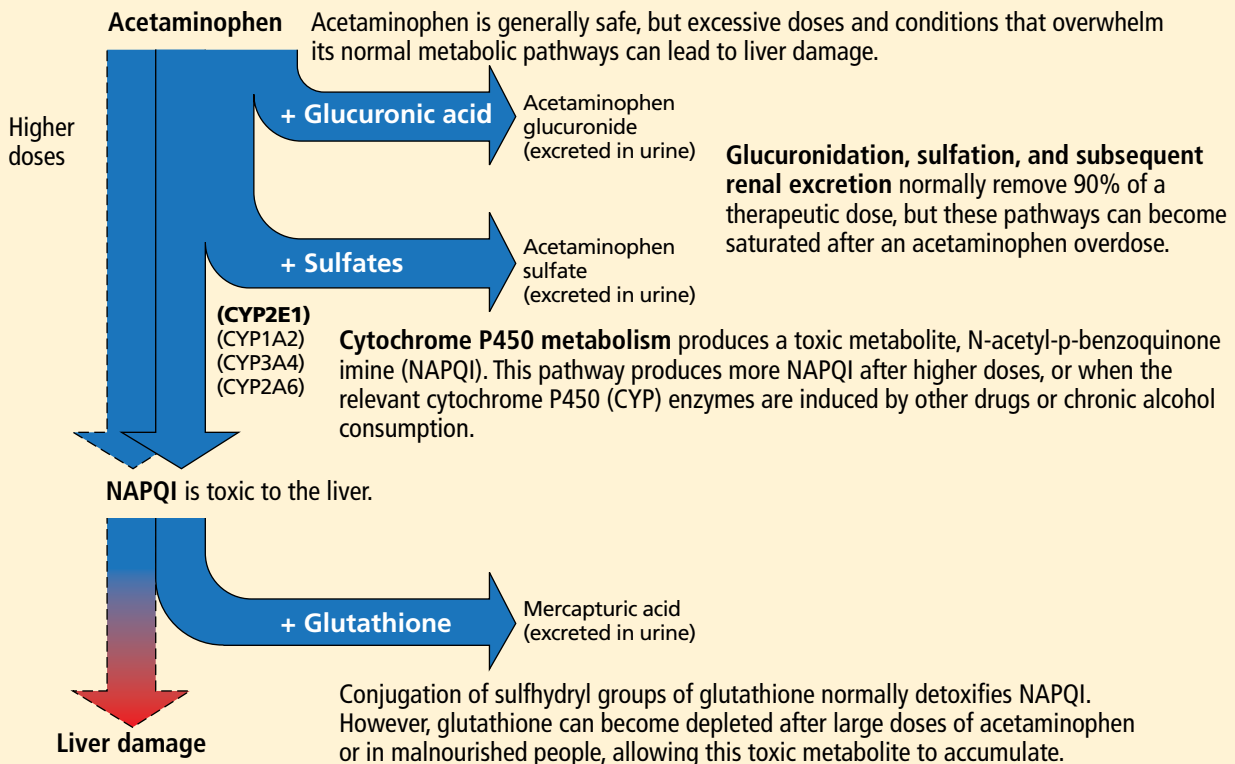 Acetaminophen
Acetaminophen is generally safe, but excessive doses and conditions that overwhelm
its normal metabolic pathways can lead to liver damage.
Higher
doses
+ Glucuronic acid
Acetaminophen
glucuronide
(excreted in urine)
Glucuronidation, sulfation, and subsequent
renal excretion normally remove 90% of a
therapeutic dose, but these pathways can become
saturated after an acetaminophen overdose.
+ Sulfates
Acetaminophen
sulfate
(excreted in urine)
(CYP2E1)
(CYP1A2)
(CYP3A4)
(CYP2A6)
Cytochrome P450 metabolism produces a toxic metabolite, N-acetyl-p-benzoquinone
imine (NAPQI). This pathway produces more NAPQI after higher doses, or when the
relevant cytochrome P450 (CYP) enzymes are induced by other drugs or chronic alcohol
consumption.
NAPQI is toxic to the liver.
+ Glutathione
Mercapturic acid
(excreted in urine)
Conjugation of sulfhydryl groups of glutathione normally detoxifies NAPQI.
However, glutathione can become depleted after large doses of acetaminophen
or in malnourished people, allowing this toxic metabolite to accumulate.
Liver damage